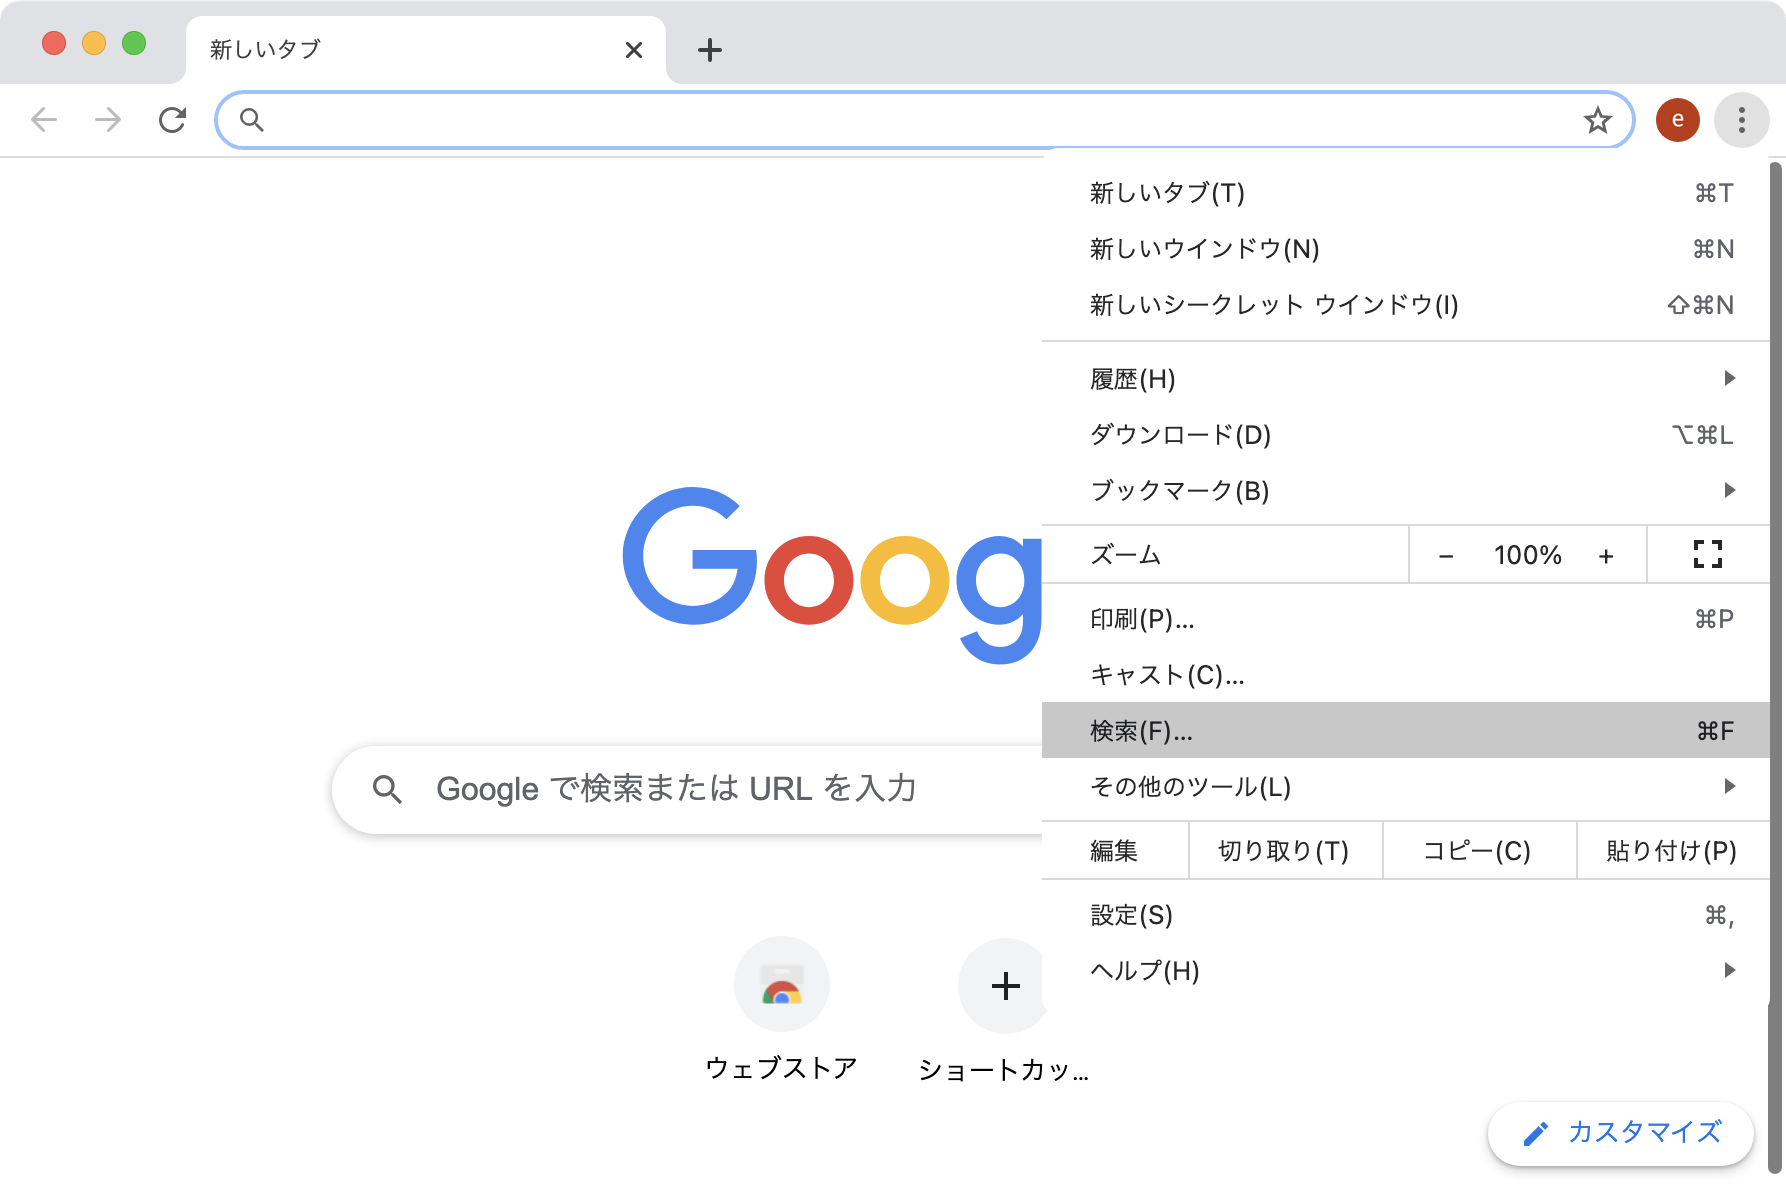 新しいタブ
e
新しいタブ(T) ⌘T
新しいウインドウ(N) ⌘N
新しいシークレット ウインドウ(I) ⇧⌘N
履歴(H)
ダウンロード(D) ⌥⌘L
ブックマーク(B)
ズーム − 100% +
印刷(P)... ⌘P
キャスト(C)...
検索(F)... ⌘F
その他のツール(L)
編集 切り取り(T) コピー(C) 貼り付け(P)
設定(S) ⌘,
ヘルプ(H)
Goog
Google で検索または URL を入力
ウェブストア
ショートカッ...
カスタマイズ